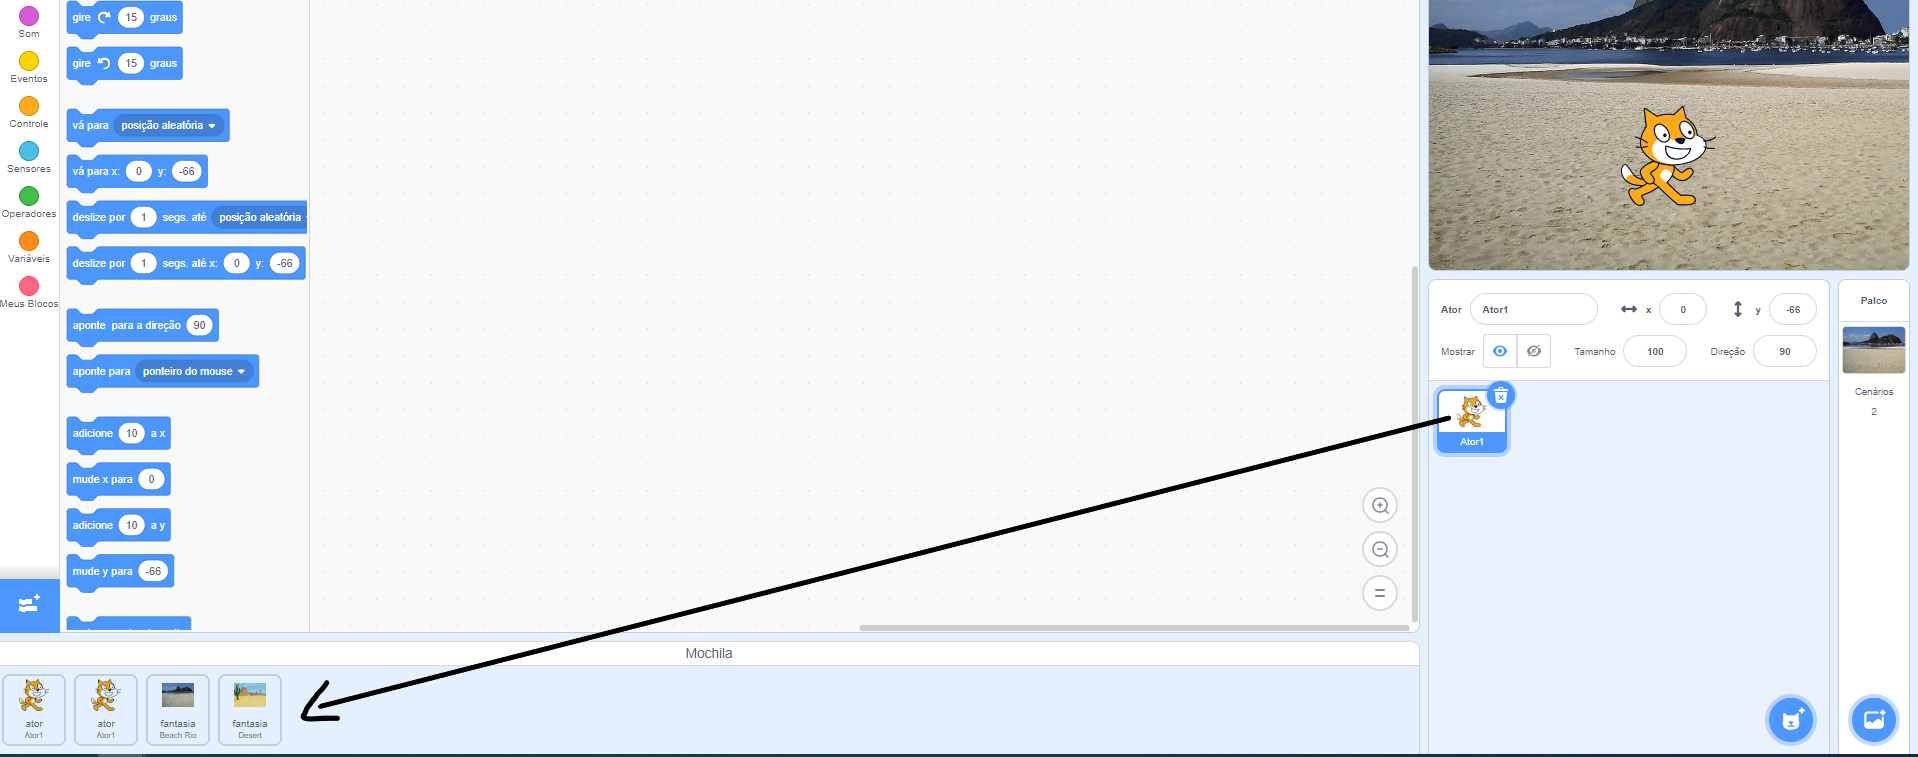 Som
Eventos
Controle
Sensores
Operadores
Variáveis
Meus Blocos
gire 15 graus
gire 15 graus
vá para posição aleatória
vá para x: 0 y: -66
deslize por 1 segs. até posição aleatória
deslize por 1 segs. até x: 0 y: -66
aponte para a direção 90
aponte para ponteiro do mouse
adicione 10 a x
mude x para 0
adicione 10 a y
mude y para -66
Ator Ator1 x 0 y -66
Mostrar Tamanho 100 Direção 90
Ator1
Palco
Cenários
2
Mochila
ator
Ator1
ator
Ator1
fantasia
Beach Rio
fantasia
Desert